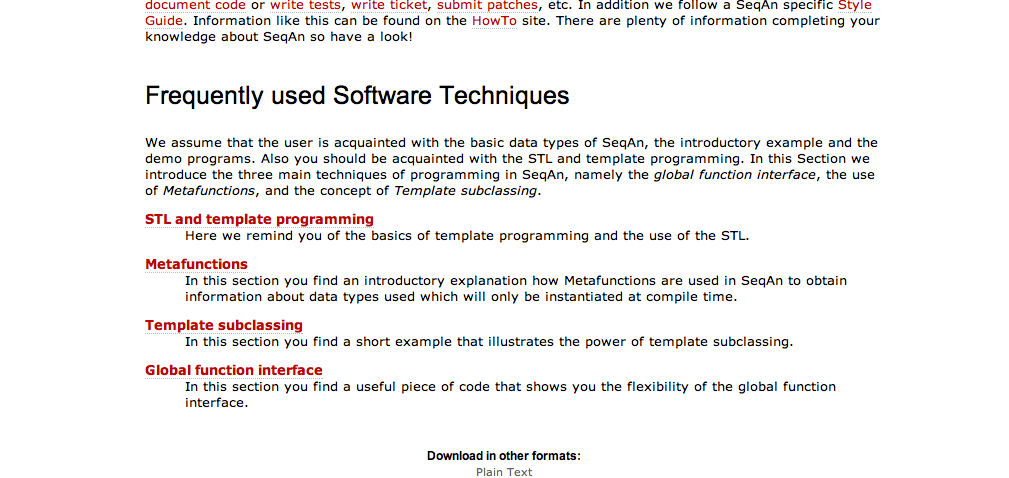 document code or write tests, write ticket, submit patches, etc. In addition we follow a SeqAn specific Style
Guide. Information like this can be found on the HowTo site. There are plenty of information completing your
knowledge about SeqAn so have a look!
Frequently used Software Techniques
We assume that the user is acquainted with the basic data types of SeqAn, the introductory example and the
demo programs. Also you should be acquainted with the STL and template programming. In this Section we
introduce the three main techniques of programming in SeqAn, namely the global function interface, the use
of Metafunctions, and the concept of Template subclassing.
STL and template programming
Here we remind you of the basics of template programming and the use of the STL.
Metafunctions
In this section you find an introductory explanation how Metafunctions are used in SeqAn to obtain
information about data types used which will only be instantiated at compile time.
Template subclassing
In this section you find a short example that illustrates the power of template subclassing.
Global function interface
In this section you find a useful piece of code that shows you the flexibility of the global function
interface.
Download in other formats:
Plain Text